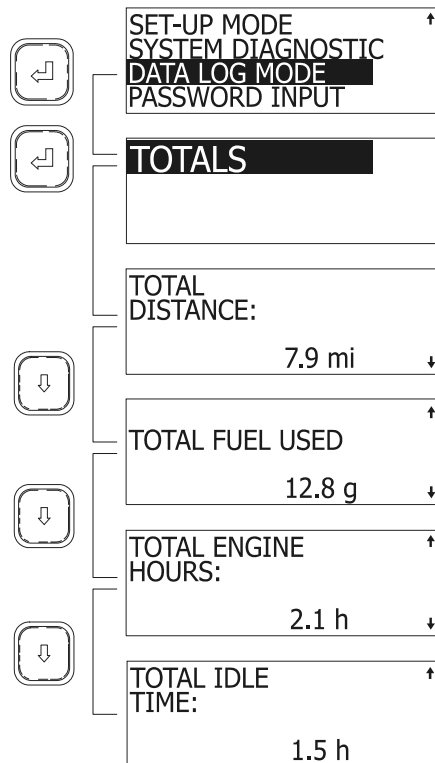 SET-UP MODE
SYSTEM DIAGNOSTIC
DATA LOG MODE
PASSWORD INPUT
TOTALS
TOTAL
DISTANCE:
7.9 mi
TOTAL FUEL USED
12.8 g
TOTAL ENGINE
HOURS:
2.1 h
TOTAL IDLE
TIME:
1.5 h